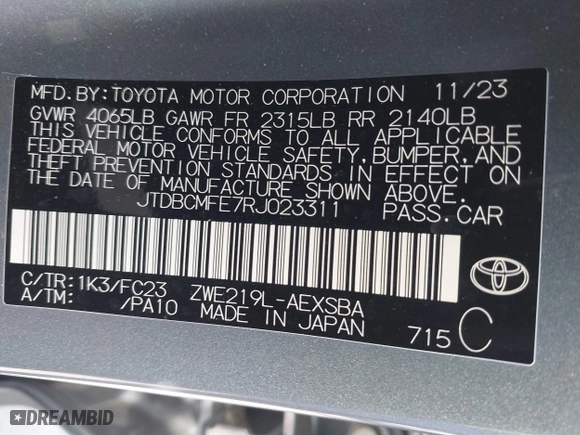 MFD. BY: TOYOTA MOTOR CORPORATION 11/23
GVWR 4065LB GAWR FR 2315LB RR 2140LB
THIS VEHICLE CONFORMS TO ALL APPLICABLE
FEDERAL MOTOR VEHICLE SAFETY, BUMPER, AND
THEFT PREVENTION STANDARDS IN EFFECT ON
THE DATE OF MANUFACTURE SHOWN ABOVE.
JTDBCMFE7RJ023311 PASS. CAR
C/TR: 1K3/FC23 ZWE219L-AEXSBA
A/TM: /PA10 MADE IN JAPAN 715 C
DREAMBID